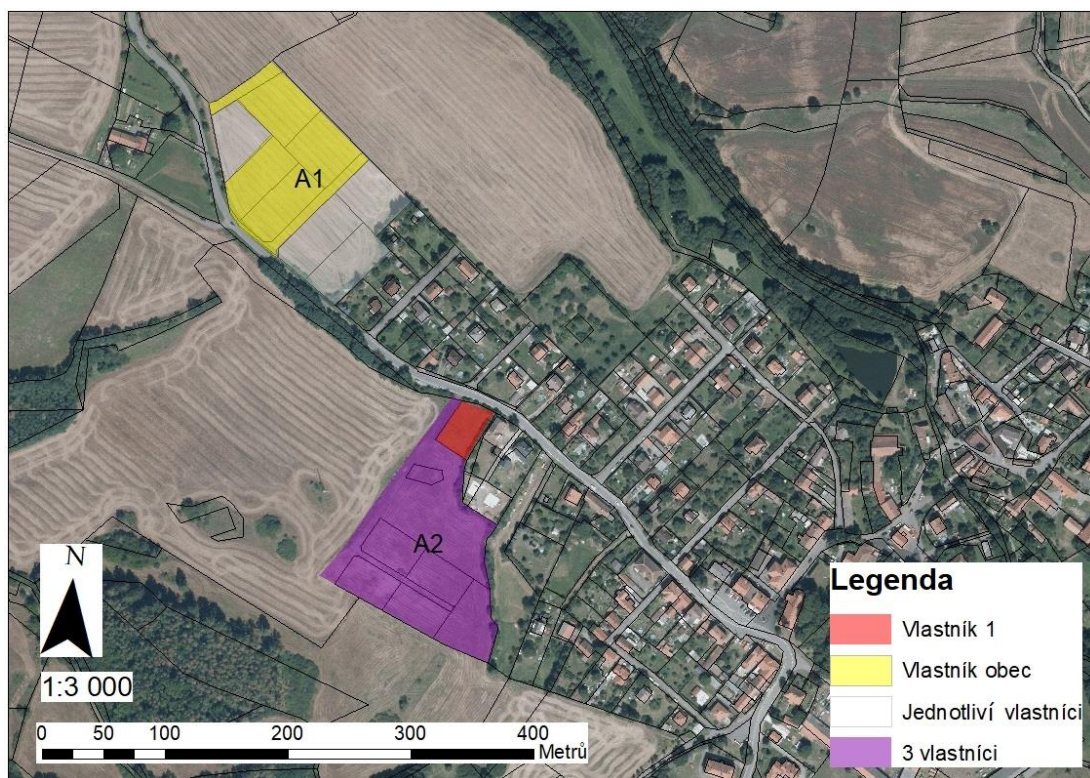 A1
A2
N
1:3 000
0 50 100 200 300 400
Metrů
Legenda
Vlastník 1
Vlastník obec
Jednotliví vlastníci
3 vlastníci